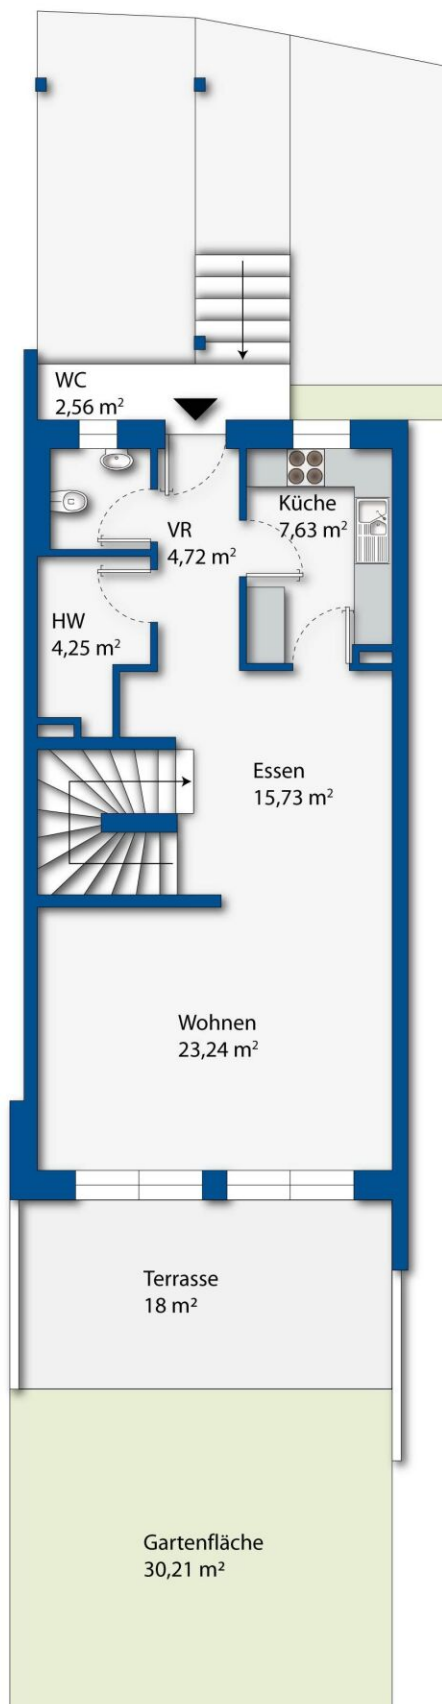 WC
2,56 m²
Küche
7,63 m²
VR
4,72 m²
HW
4,25 m²
Essen
15,73 m²
Wohnen
23,24 m²
Terrasse
18 m²
Gartenfläche
30,21 m²